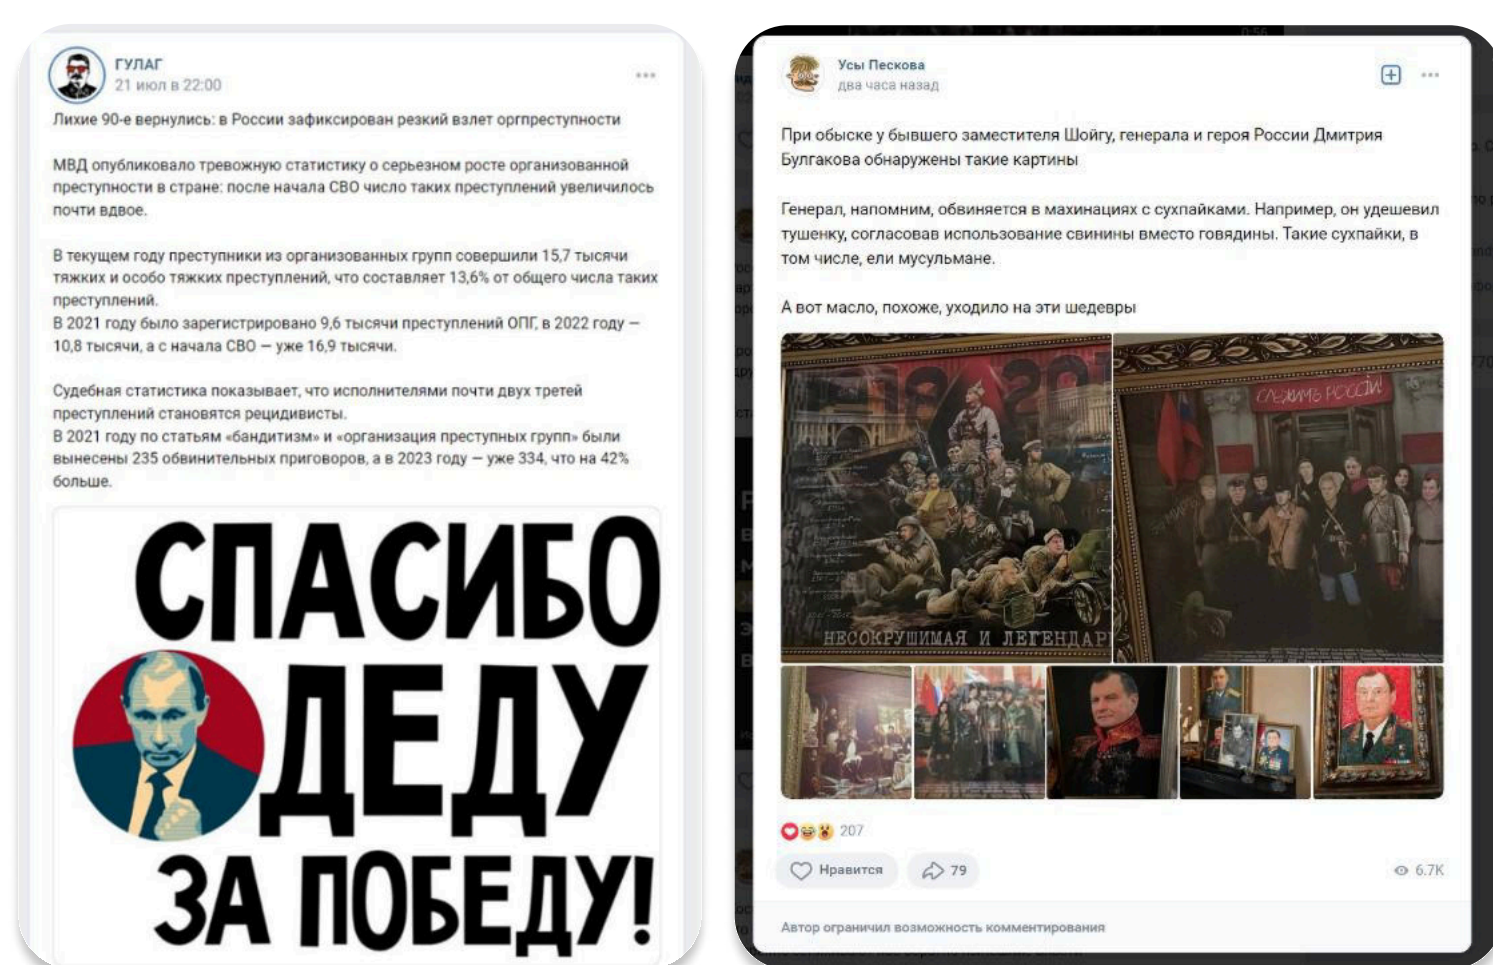 ГУЛАГ
21 июл в 22:00
Лихие 90-е вернулись: в России зафиксирован резкий взлет оргпреступности
МВД опубликовало тревожную статистику о серьезном росте организованной
преступности в стране: после начала СВО число таких преступлений увеличилось
почти вдвое.
В текущем году преступники из организованных групп совершили 15,7 тысячи
тяжких и особо тяжких преступлений, что составляет 13,6% от общего числа таких
преступлений.
В 2021 году было зарегистрировано 9,6 тысячи преступлений ОПГ, в 2022 году —
10,8 тысячи, а с начала СВО — уже 16,9 тысячи.
Судебная статистика показывает, что исполнителями почти двух третей
преступлений становятся рецидивисты.
В 2021 году по статьям «бандитизм» и «организация преступных групп» были
вынесены 235 обвинительных приговоров, а в 2023 году — уже 334, что на 42%
больше.
СПАСИБО
ДЕДУ
ЗА ПОБЕДУ!
Усы Пескова
два часа назад
При обыске у бывшего заместителя Шойгу, генерала и героя России Дмитрия
Булгакова обнаружены такие картины
Генерал, напомним, обвиняется в махинациях с сухпайками. Например, он удешевил
тушенку, согласовав использование свинины вместо говядины. Такие сухпайки, в
том числе, ели мусульмане.
А вот масло, похоже, уходило на эти шедевры
НЕСОКРУШИМАЯ И ЛЕГЕНДАР
СЛУЖИМЪ РОССІИ!
207
Нравится
79
6.7K
Автор ограничил возможность комментирования